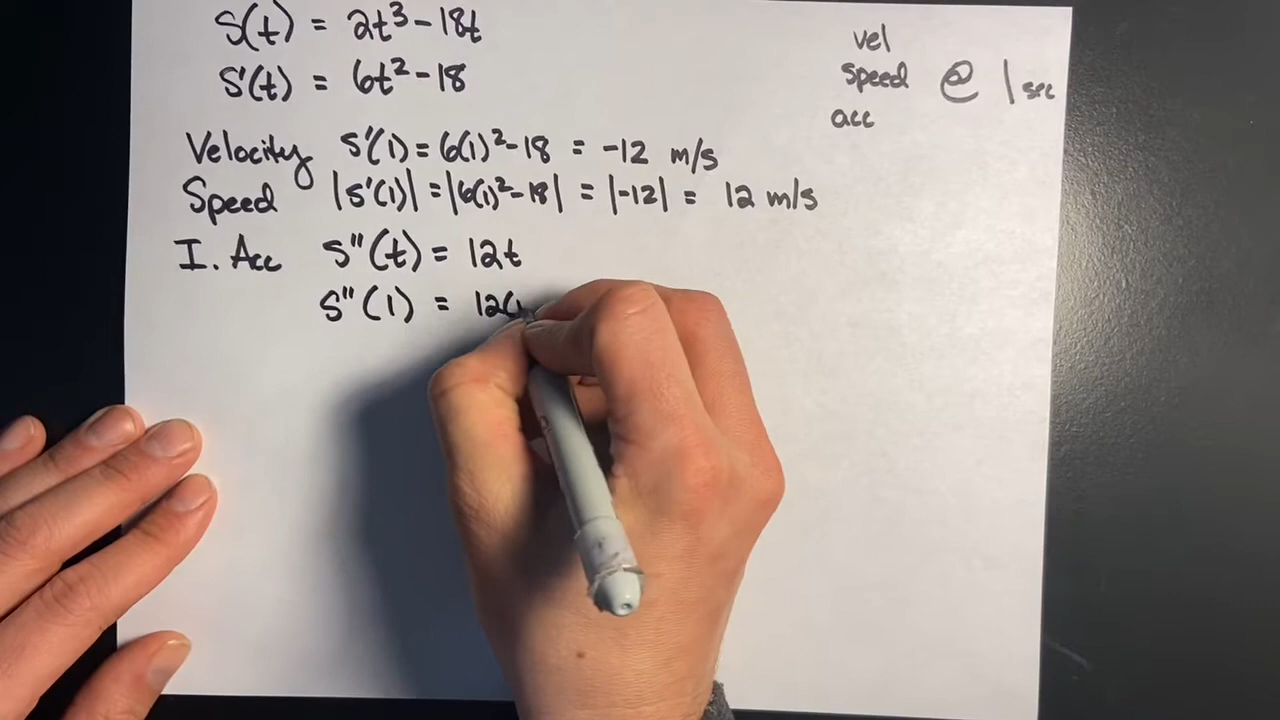 S(t) = 2t³ - 18t
S'(t) = 6t² - 18
vel
speed @ 1 sec
acc
Velocity S'(1) = 6(1)² - 18 = -12 m/s
Speed |S'(1)| = |6(1)² - 18| = |-12| = 12 m/s
I. Acc S"(t) = 12t
S"(1) = 12(